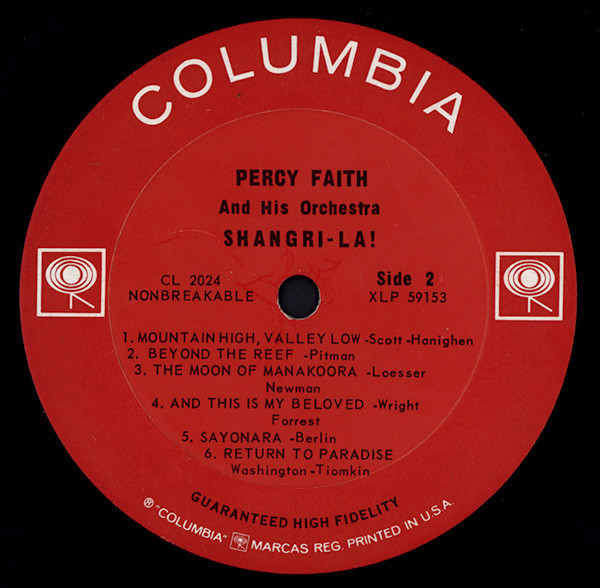 COLUMBIA
PERCY FAITH
And His Orchestra
SHANGRI-LA!
CL 2024
NONBREAKABLE
Side 2
XLP 59153
1. MOUNTAIN HIGH, VALLEY LOW -Scott -Hanighen
2. BEYOND THE REEF -Pitman
3. THE MOON OF MANAKOORA -Loesser
Newman
4. AND THIS IS MY BELOVED -Wright
Forrest
5. SAYONARA -Berlin
6. RETURN TO PARADISE
Washington -Tiomkin
GUARANTEED HIGH FIDELITY
® "COLUMBIA" MARCAS REG. PRINTED IN U.S.A.